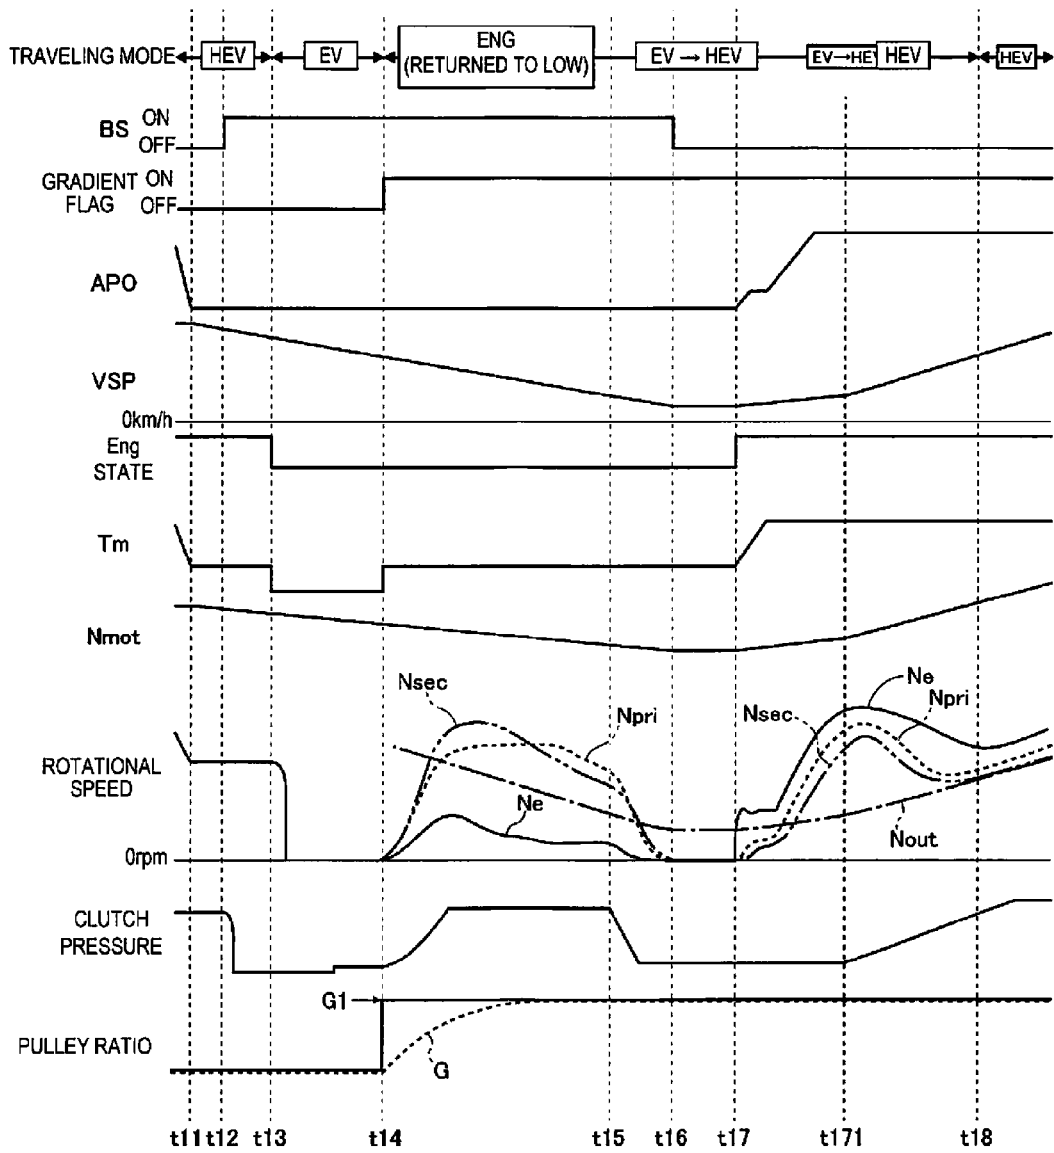 TRAVELING MODE HEV EV ENG (RETURNED TO LOW) EV → HEV EV→HEV HEV HEV
BS ON
OFF
GRADIENT FLAG ON
OFF
APO
VSP
0km/h
Eng STATE
Tm
Nmot
Nsec Npri Ne Nsec Ne Npri Nout
ROTATIONAL SPEED
0rpm
CLUTCH PRESSURE
G1
PULLEY RATIO
G
t11 t12 t13 t14 t15 t16 t17 t171 t18